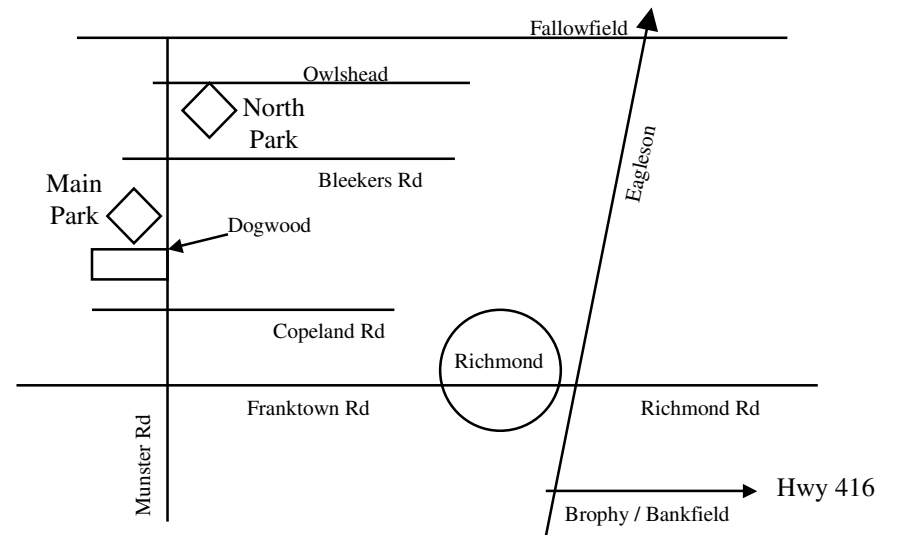 Fallowfield
Owlshead
North
Park
Eagleson
Bleekers Rd
Main
Park
Dogwood
Copeland Rd
Richmond
Franktown Rd
Richmond Rd
Munster Rd
Hwy 416
Brophy / Bankfield